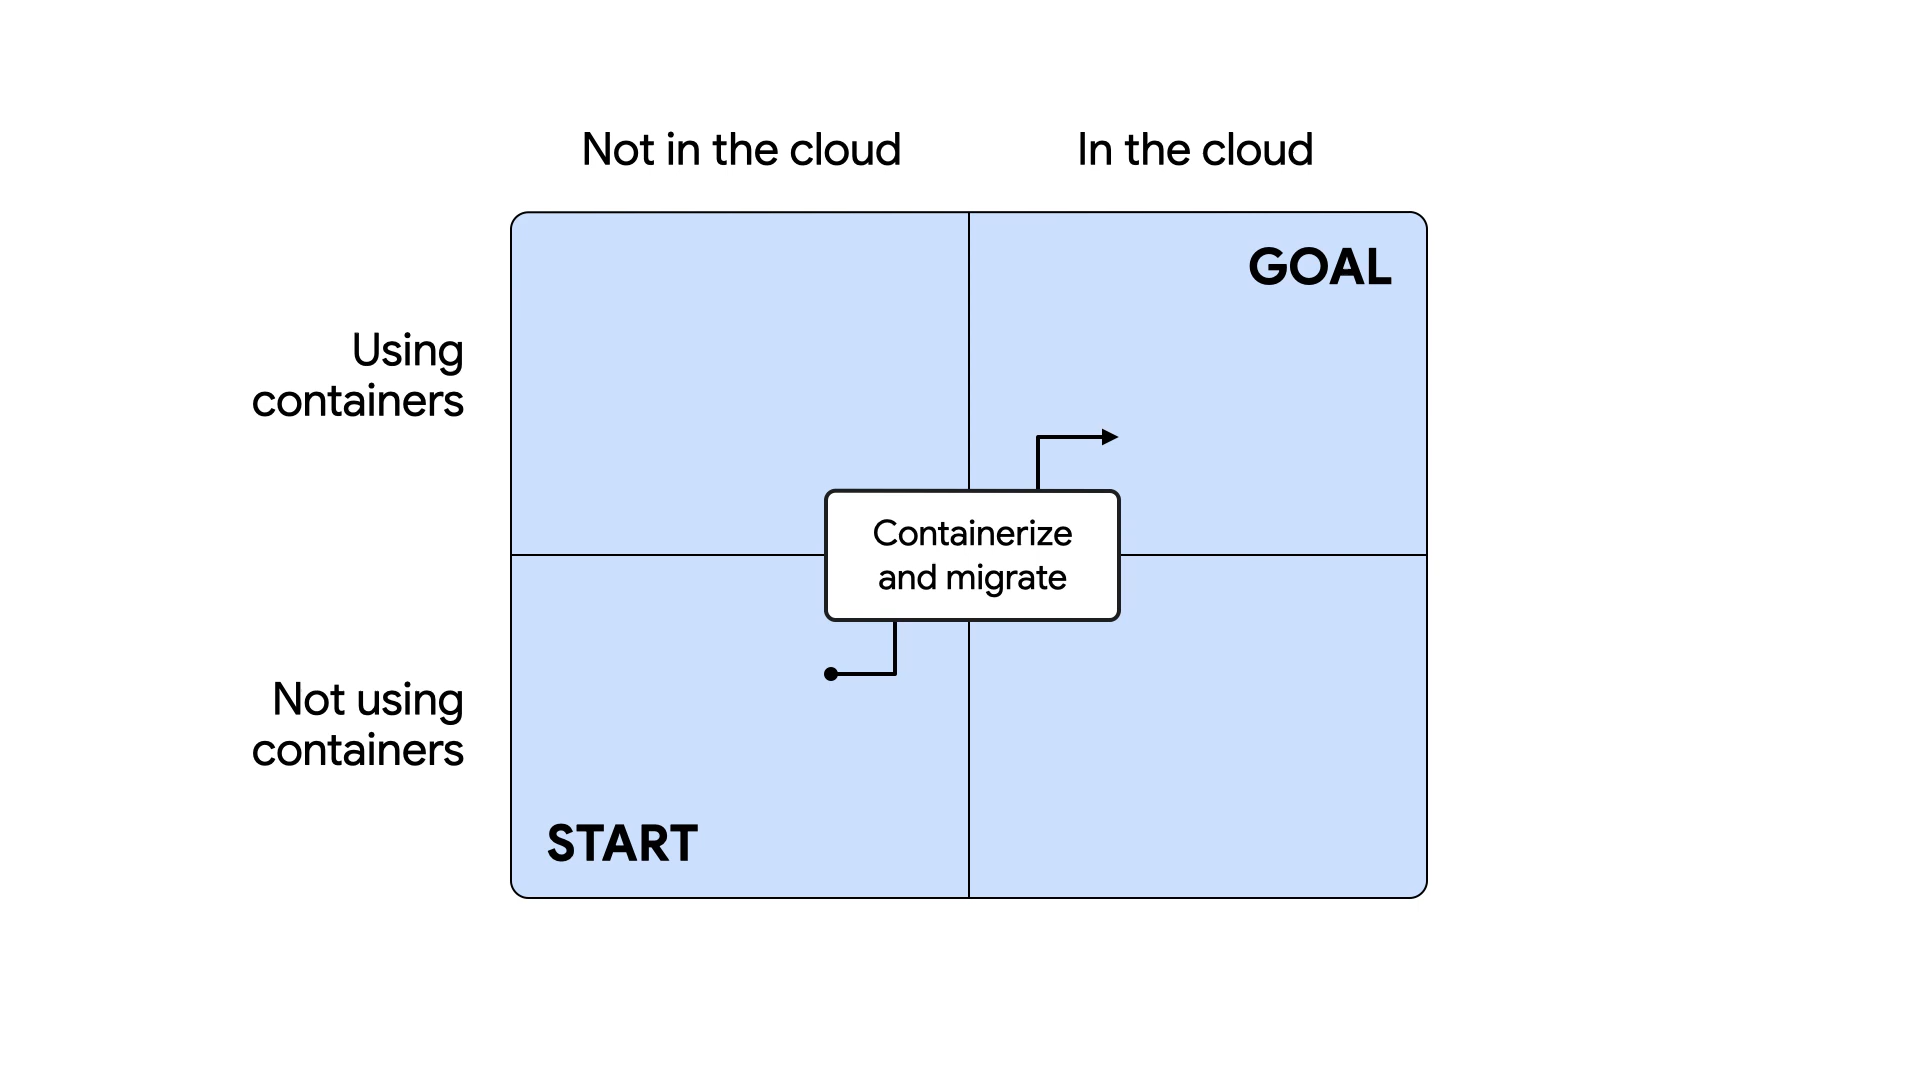 Not in the cloud
In the cloud
GOAL
Using
containers
Containerize
and migrate
Not using
containers
START